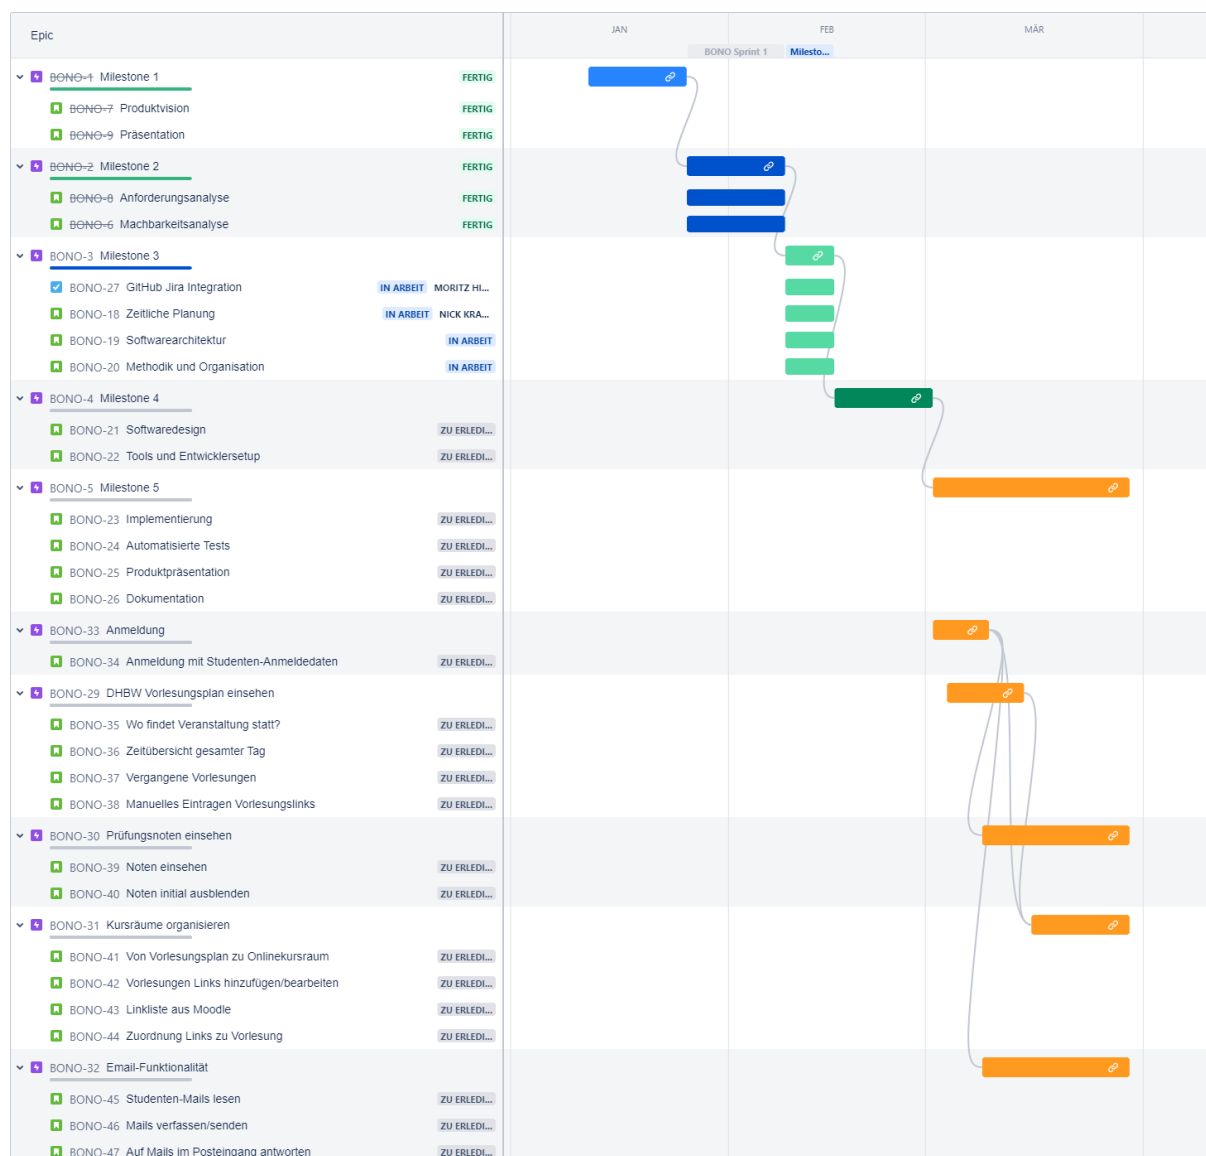 Epic
JAN FEB MÄR
BONO Sprint 1 Milesto...
BONO-1 Milestone 1 FERTIG
BONO-7 Produktvision FERTIG
BONO-9 Präsentation FERTIG
BONO-2 Milestone 2 FERTIG
BONO-8 Anforderungsanalyse FERTIG
BONO-6 Machbarkeitsanalyse FERTIG
BONO-3 Milestone 3
BONO-27 GitHub Jira Integration IN ARBEIT MORITZ HI...
BONO-18 Zeitliche Planung IN ARBEIT NICK KRA...
BONO-19 Softwarearchitektur IN ARBEIT
BONO-20 Methodik und Organisation IN ARBEIT
BONO-4 Milestone 4
BONO-21 Softwaredesign ZU ERLEDI...
BONO-22 Tools und Entwicklersetup ZU ERLEDI...
BONO-5 Milestone 5
BONO-23 Implementierung ZU ERLEDI...
BONO-24 Automatisierte Tests ZU ERLEDI...
BONO-25 Produktpräsentation ZU ERLEDI...
BONO-26 Dokumentation ZU ERLEDI...
BONO-33 Anmeldung
BONO-34 Anmeldung mit Studenten-Anmeldedaten ZU ERLEDI...
BONO-29 DHBW Vorlesungsplan einsehen
BONO-35 Wo findet Veranstaltung statt? ZU ERLEDI...
BONO-36 Zeitübersicht gesamter Tag ZU ERLEDI...
BONO-37 Vergangene Vorlesungen ZU ERLEDI...
BONO-38 Manuelles Eintragen Vorlesungslinks ZU ERLEDI...
BONO-30 Prüfungsnoten einsehen
BONO-39 Noten einsehen ZU ERLEDI...
BONO-40 Noten initial ausblenden ZU ERLEDI...
BONO-31 Kursräume organisieren
BONO-41 Von Vorlesungsplan zu Onlinekursraum ZU ERLEDI...
BONO-42 Vorlesungen Links hinzufügen/bearbeiten ZU ERLEDI...
BONO-43 Linkliste aus Moodle ZU ERLEDI...
BONO-44 Zuordnung Links zu Vorlesung ZU ERLEDI...
BONO-32 Email-Funktionalität
BONO-45 Studenten-Mails lesen ZU ERLEDI...
BONO-46 Mails verfassen/senden ZU ERLEDI...
BONO-47 Auf Mails im Posteingang antworten ZU ERLEDI...